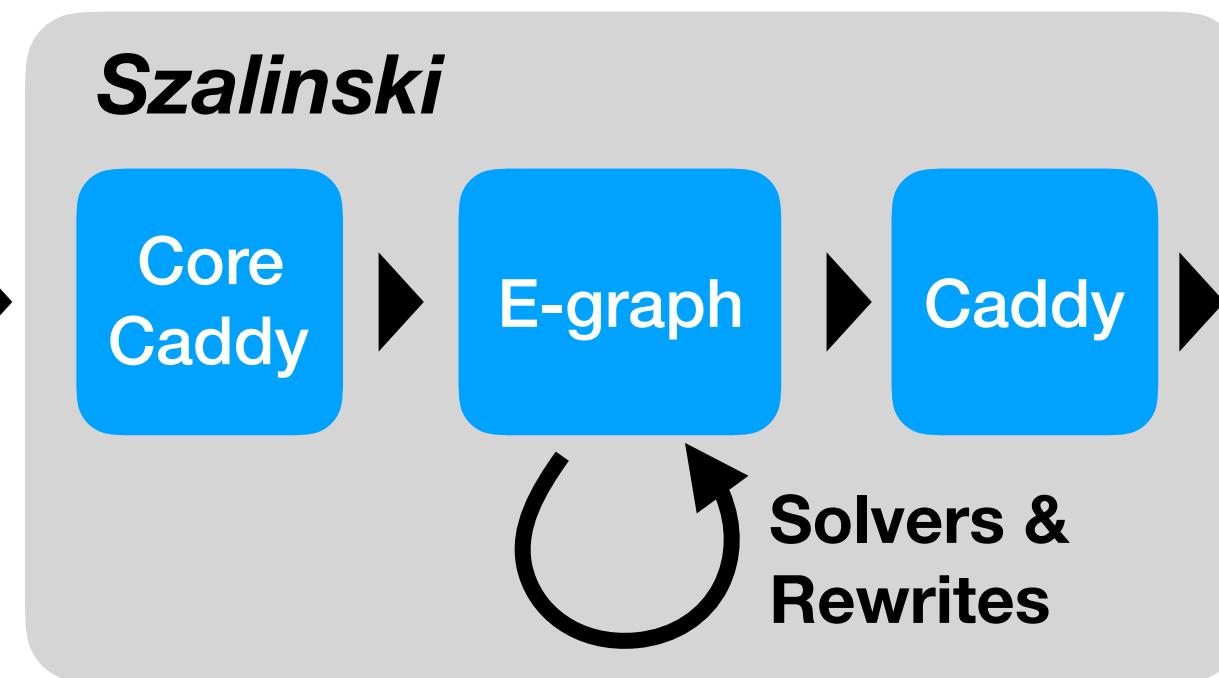 Szalinski
Core
Caddy
E-graph
Caddy
Solvers &
Rewrites